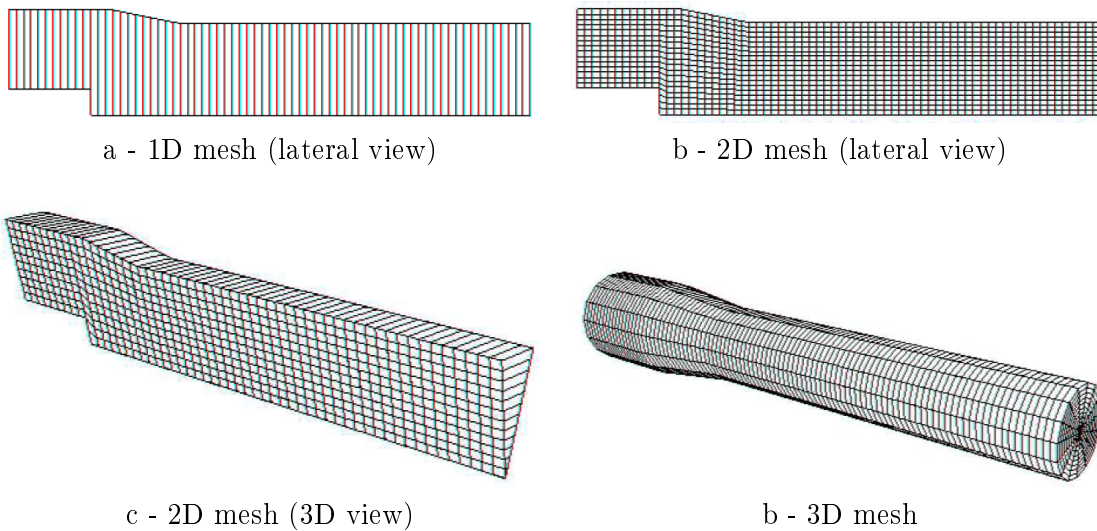 a - 1D mesh (lateral view)
b - 2D mesh (lateral view)
c - 2D mesh (3D view)
b - 3D mesh